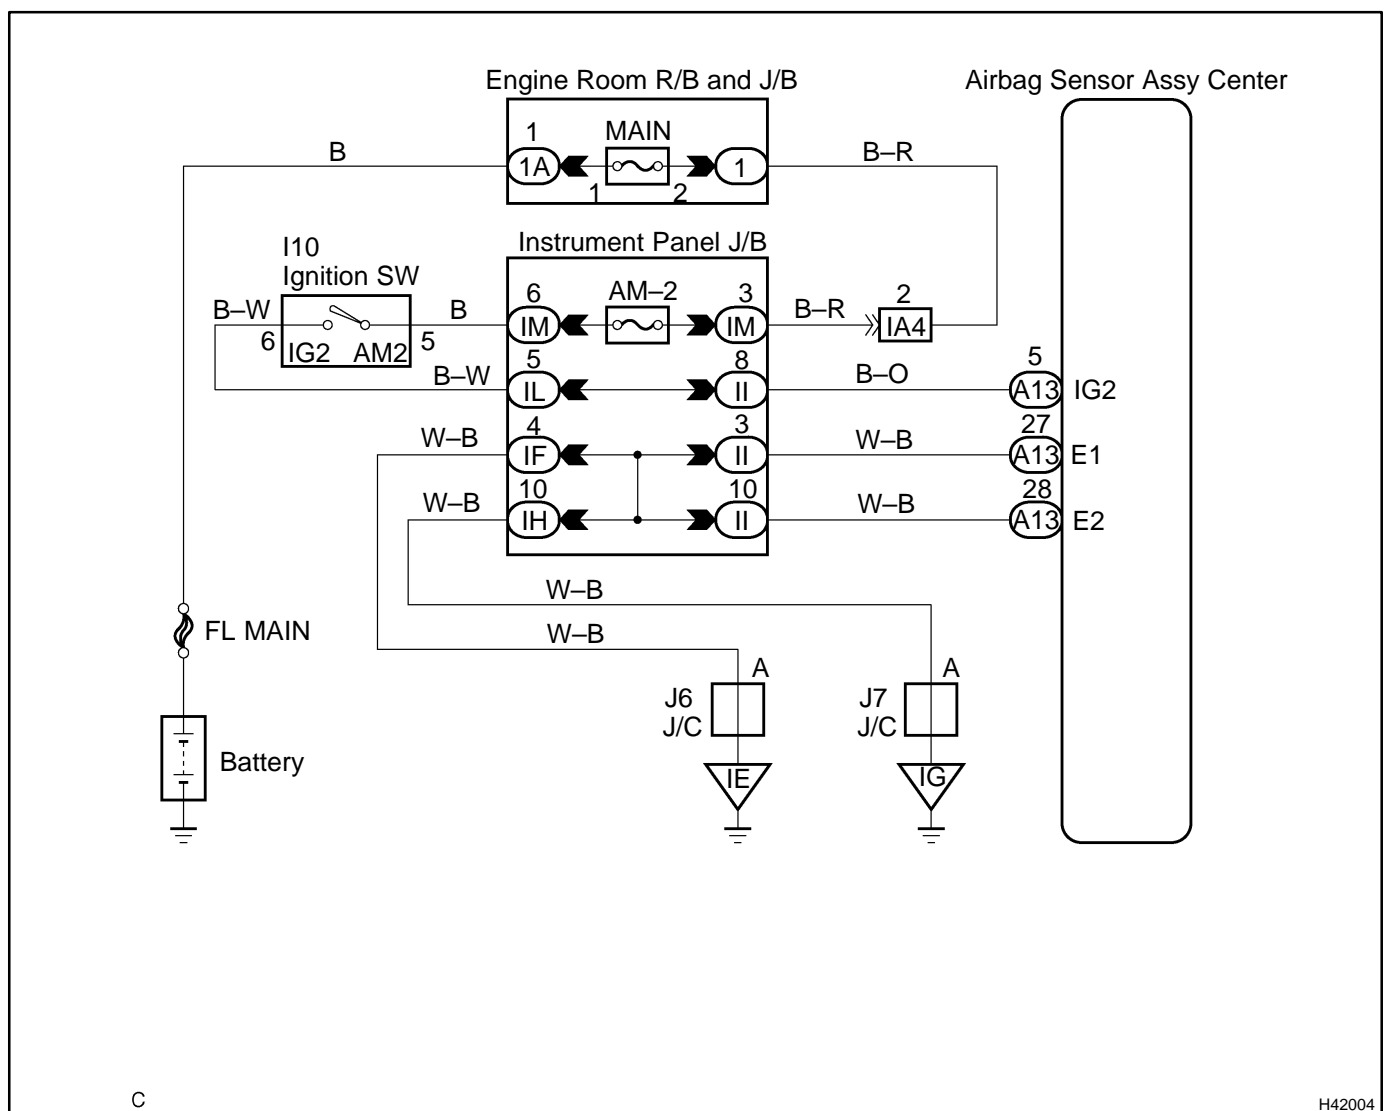 Engine Room R/B and J/B
Airbag Sensor Assy Center
1
MAIN
B
1A
1
B–R
1
2
I10
Ignition SW
Instrument Panel J/B
6
AM–2
3
2
B–W
B
IM
IM
B–R
IA4
6
IG2
AM2
5
5
8
5
B–W
IL
II
B–O
A13
IG2
4
3
27
W–B
IF
II
W–B
A13
E1
10
10
28
W–B
IH
II
W–B
A13
E2
W–B
W–B
FL MAIN
A
A
J6
J/C
J7
J/C
Battery
IE
IG
C
H42004